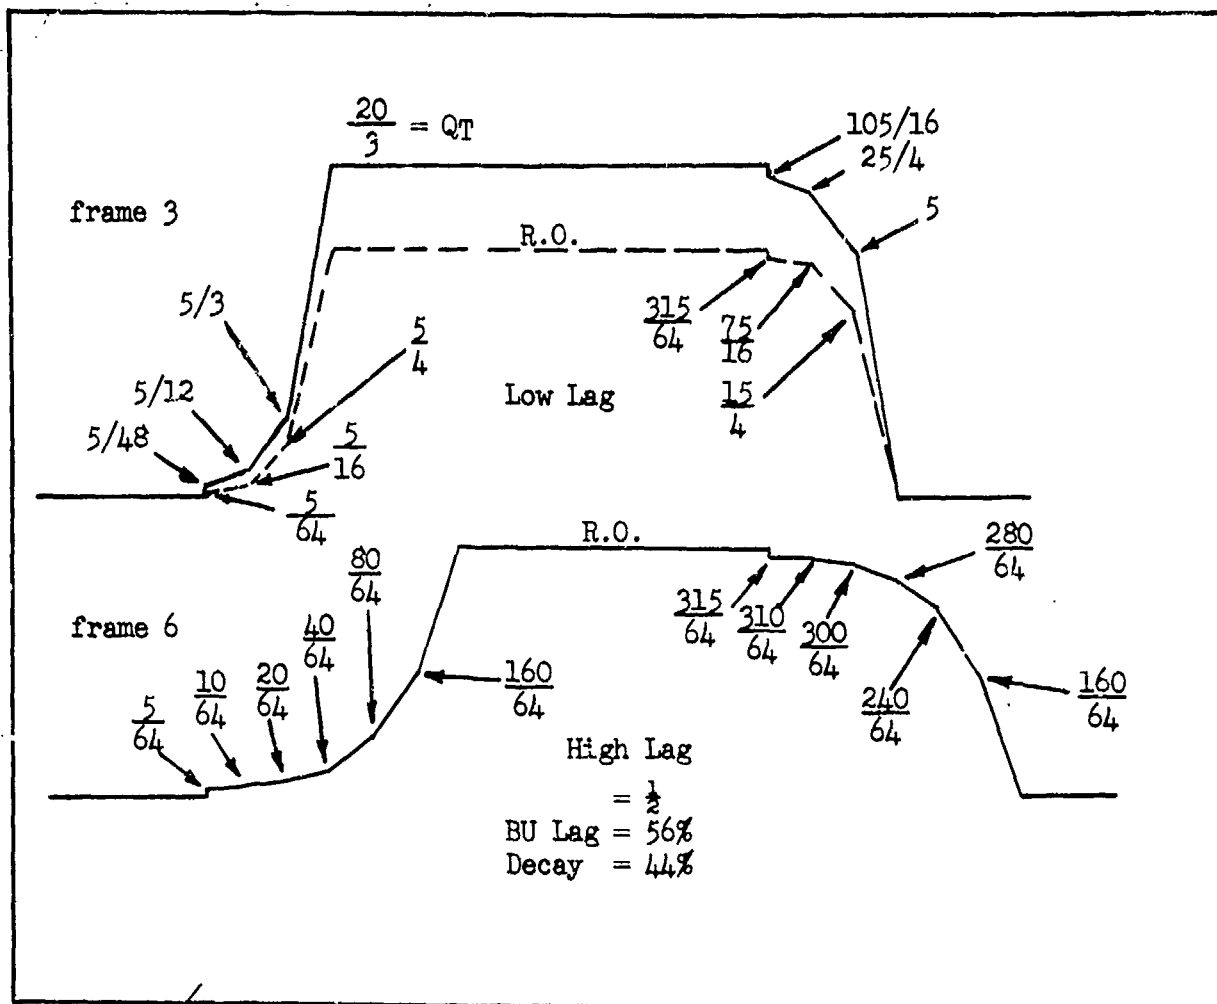 20/3 = QT
105/16
25/4
frame 3
5
R.O.
5/3
315/64
75/16
5/4
5/12
Low Lag
15/4
5/48
5/16
5/64
R.O.
280/64
80/64
frame 6
315/64
310/64
300/64
40/64
20/64
10/64
5/64
160/64
240/64
160/64
High Lag
= 1/2
BU Lag = 56%
Decay = 44%